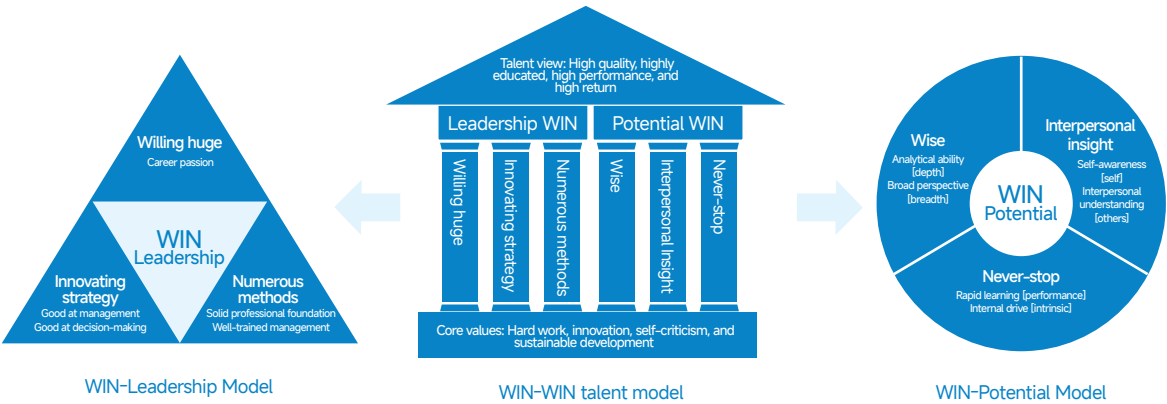 Willing huge
Career passion
WIN
Leadership
Innovating
strategy
Good at management
Good at decision-making
Numerous
methods
Solid professional foundation
Well-trained management
WIN-Leadership Model
Talent view: High quality, highly
educated, high performance, and
high return
Leadership WIN
Potential WIN
Willing huge
Innovating strategy
Numerous methods
Wise
Interpersonal Insight
Never-stop
Core values: Hard work, innovation, self-criticism, and
sustainable development
WIN-WIN talent model
Wise
Analytical ability
[depth]
Broad perspective
[breadth]
Interpersonal
insight
Self-awareness
[self]
Interpersonal
understanding
[others]
WIN
Potential
Never-stop
Rapid learning [performance]
Internal drive [intrinsic]
WIN-Potential Model